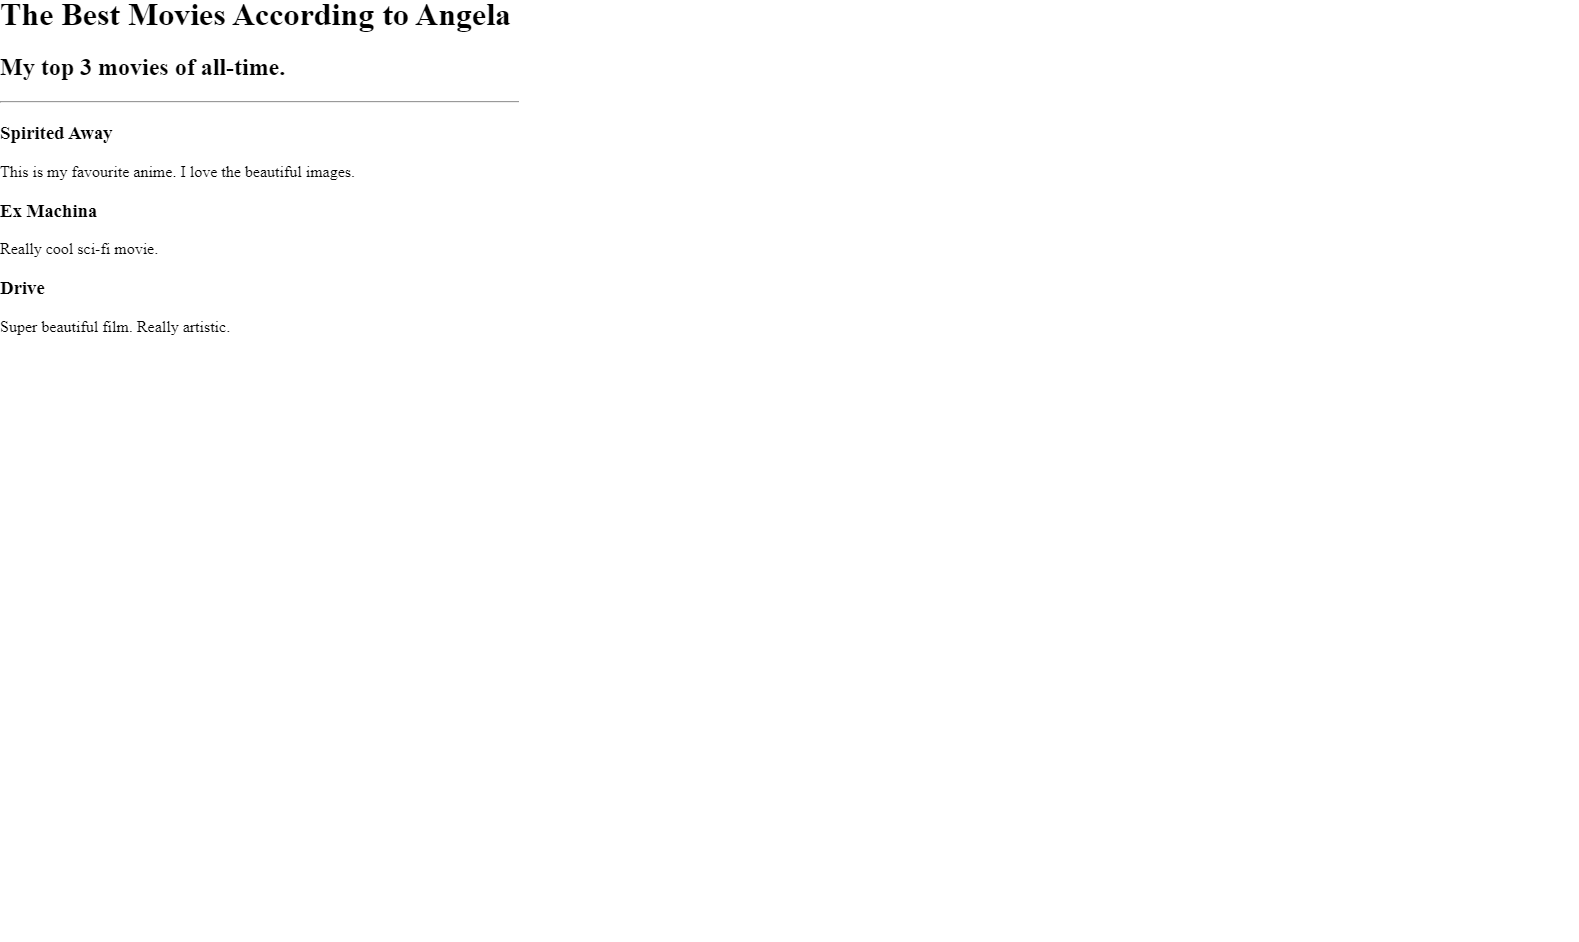 The Best Movies According to Angela
My top 3 movies of all-time.
Spirited Away
This is my favourite anime. I love the beautiful images.
Ex Machina
Really cool sci-fi movie.
Drive
Super beautiful film. Really artistic.